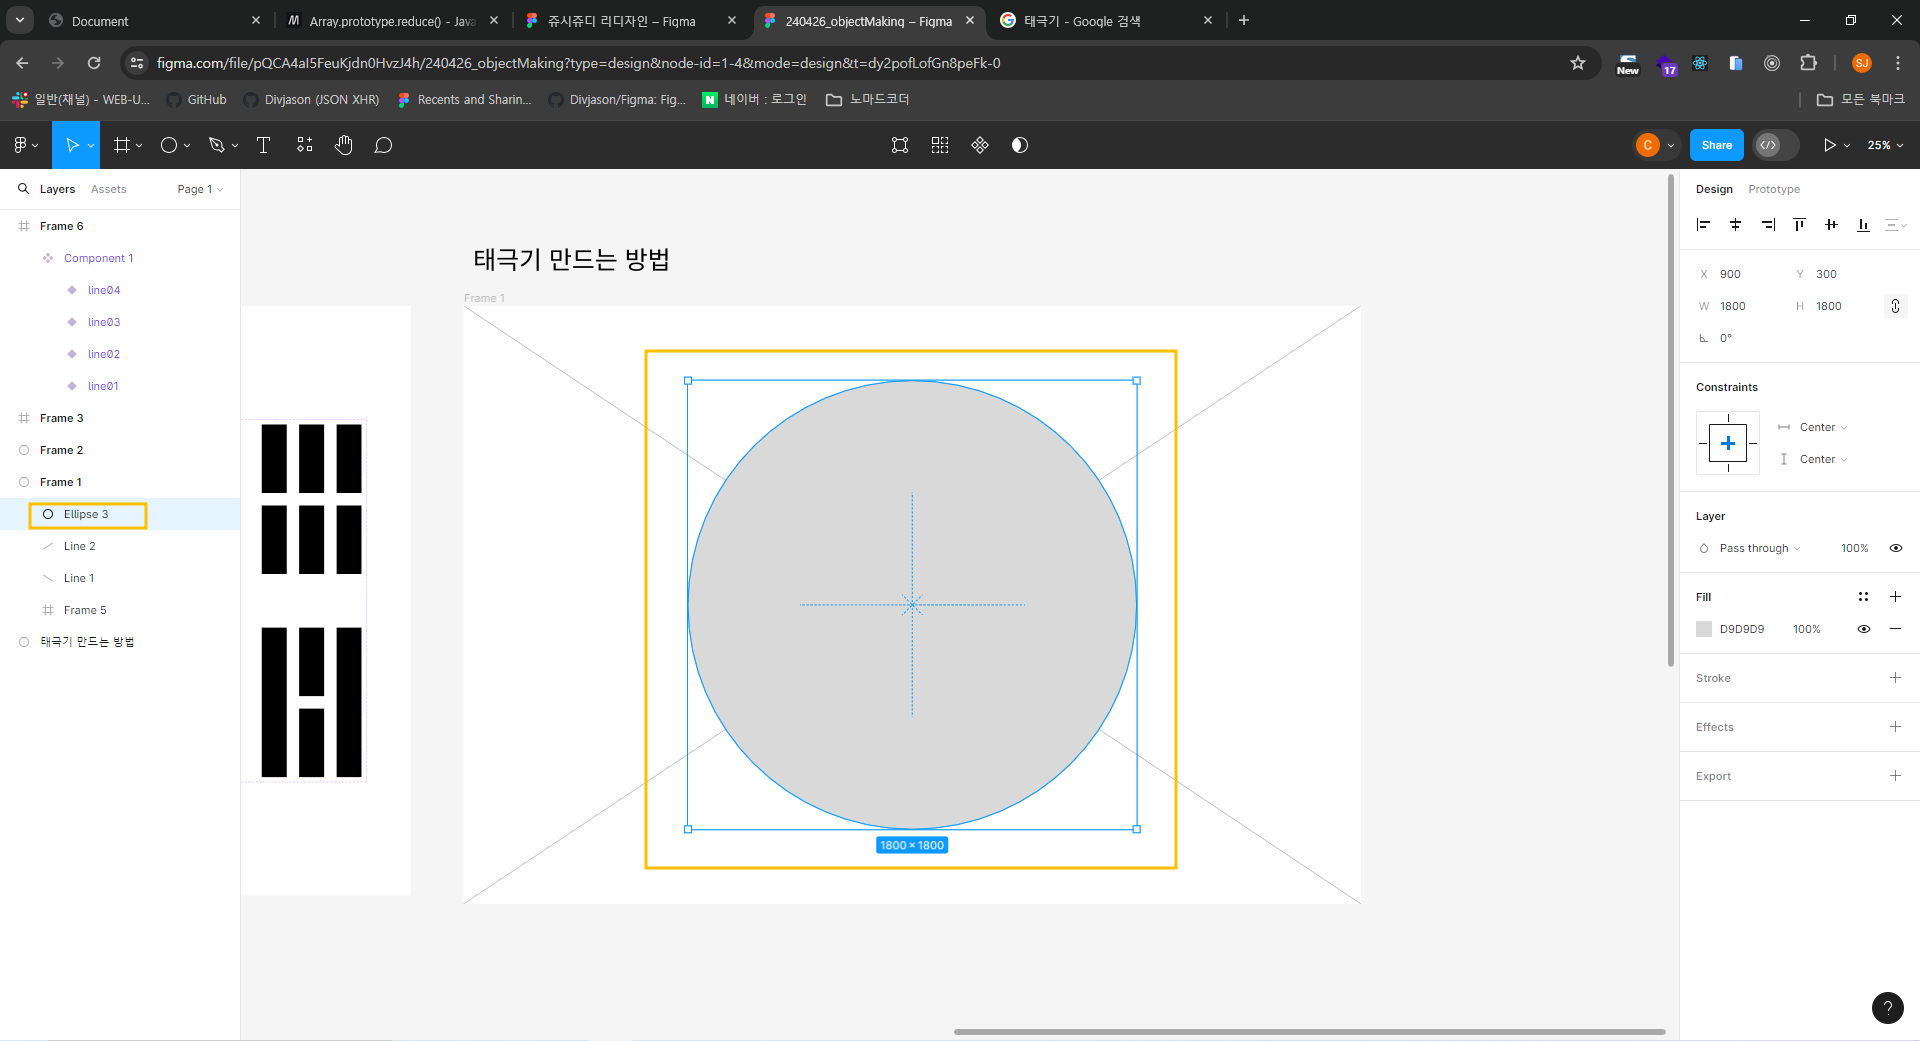 Document
Array.prototype.reduce() - Java
쥬시쥬디 리디자인 – Figma
240426_objectMaking – Figma
태극기 - Google 검색
figma.com/file/pQCA4aI5FeuKjdn0HvzJ4h/240426_objectMaking?type=design&node-id=1-4&mode=design&t=dy2pofLofGn8peFk-0
New
17
SJ
일반(채널) - WEB-U...
GitHub
Divjason (JSON XHR)
Recents and Sharin...
Divjason/Figma: Fig...
N
네이버 : 로그인
노마드코더
모든 북마크
C
Share
25%
Layers
Assets
Page 1
Frame 6
Component 1
line04
line03
line02
line01
Frame 3
Frame 2
Frame 1
Ellipse 3
Line 2
Line 1
Frame 5
태극기 만드는 방법
태극기 만드는 방법
Frame 1
1800 × 1800
Design
Prototype
X 900
Y 300
W 1800
H 1800
0°
Constraints
Center
Center
Layer
Pass through
100%
Fill
D9D9D9
100%
Stroke
Effects
Export
?